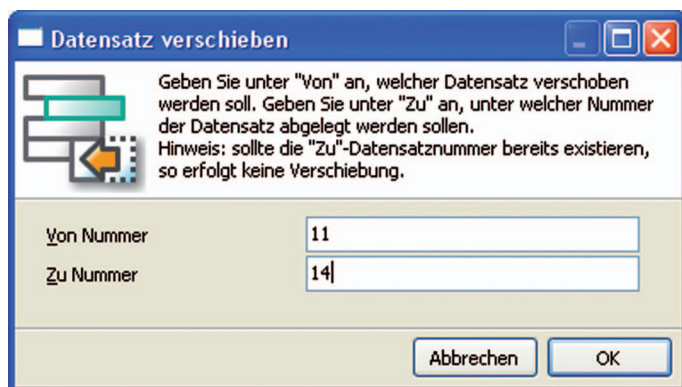 Datensatz verschieben
Geben Sie unter "Von" an, welcher Datensatz verschoben
werden soll. Geben Sie unter "Zu" an, unter welcher Nummer
der Datensatz abgelegt werden sollen.
Hinweis: sollte die "Zu"-Datensatznummer bereits existieren,
so erfolgt keine Verschiebung.
Von Nummer 11
Zu Nummer 14
Abbrechen OK